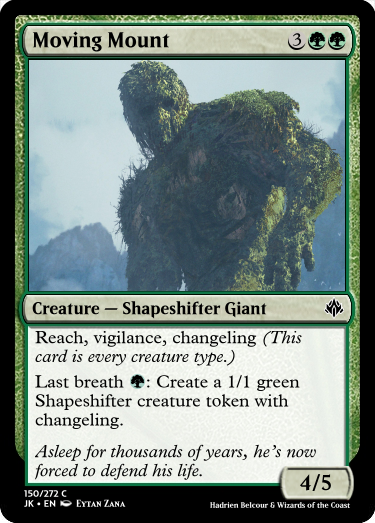 Moving Mount 3
Creature — Shapeshifter Giant
Reach, vigilance, changeling (This
card is every creature type.)
Last breath : Create a 1/1 green
Shapeshifter creature token with
changeling.
Asleep for thousands of years, he's now
forced to defend his life.
4/5
150/272 C
JK • EN Eytan Zana
Hadrien Belcour & Wizards of the Coast